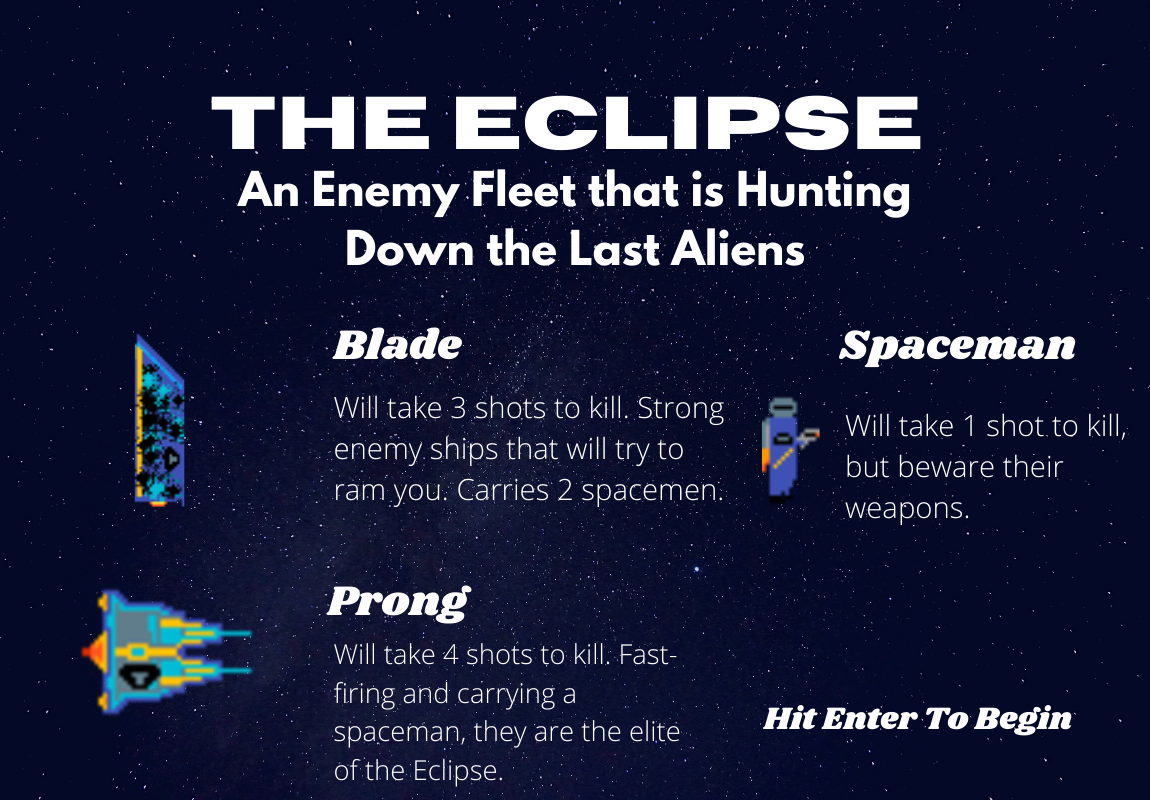 THE ECLIPSE
An Enemy Fleet that is Hunting
Down the Last Aliens
Blade
Will take 3 shots to kill. Strong
enemy ships that will try to
ram you. Carries 2 spacemen.
Spaceman
Will take 1 shot to kill,
but beware their
weapons.
Prong
Will take 4 shots to kill. Fast-
firing and carrying a
spaceman, they are the elite
of the Eclipse.
Hit Enter To Begin